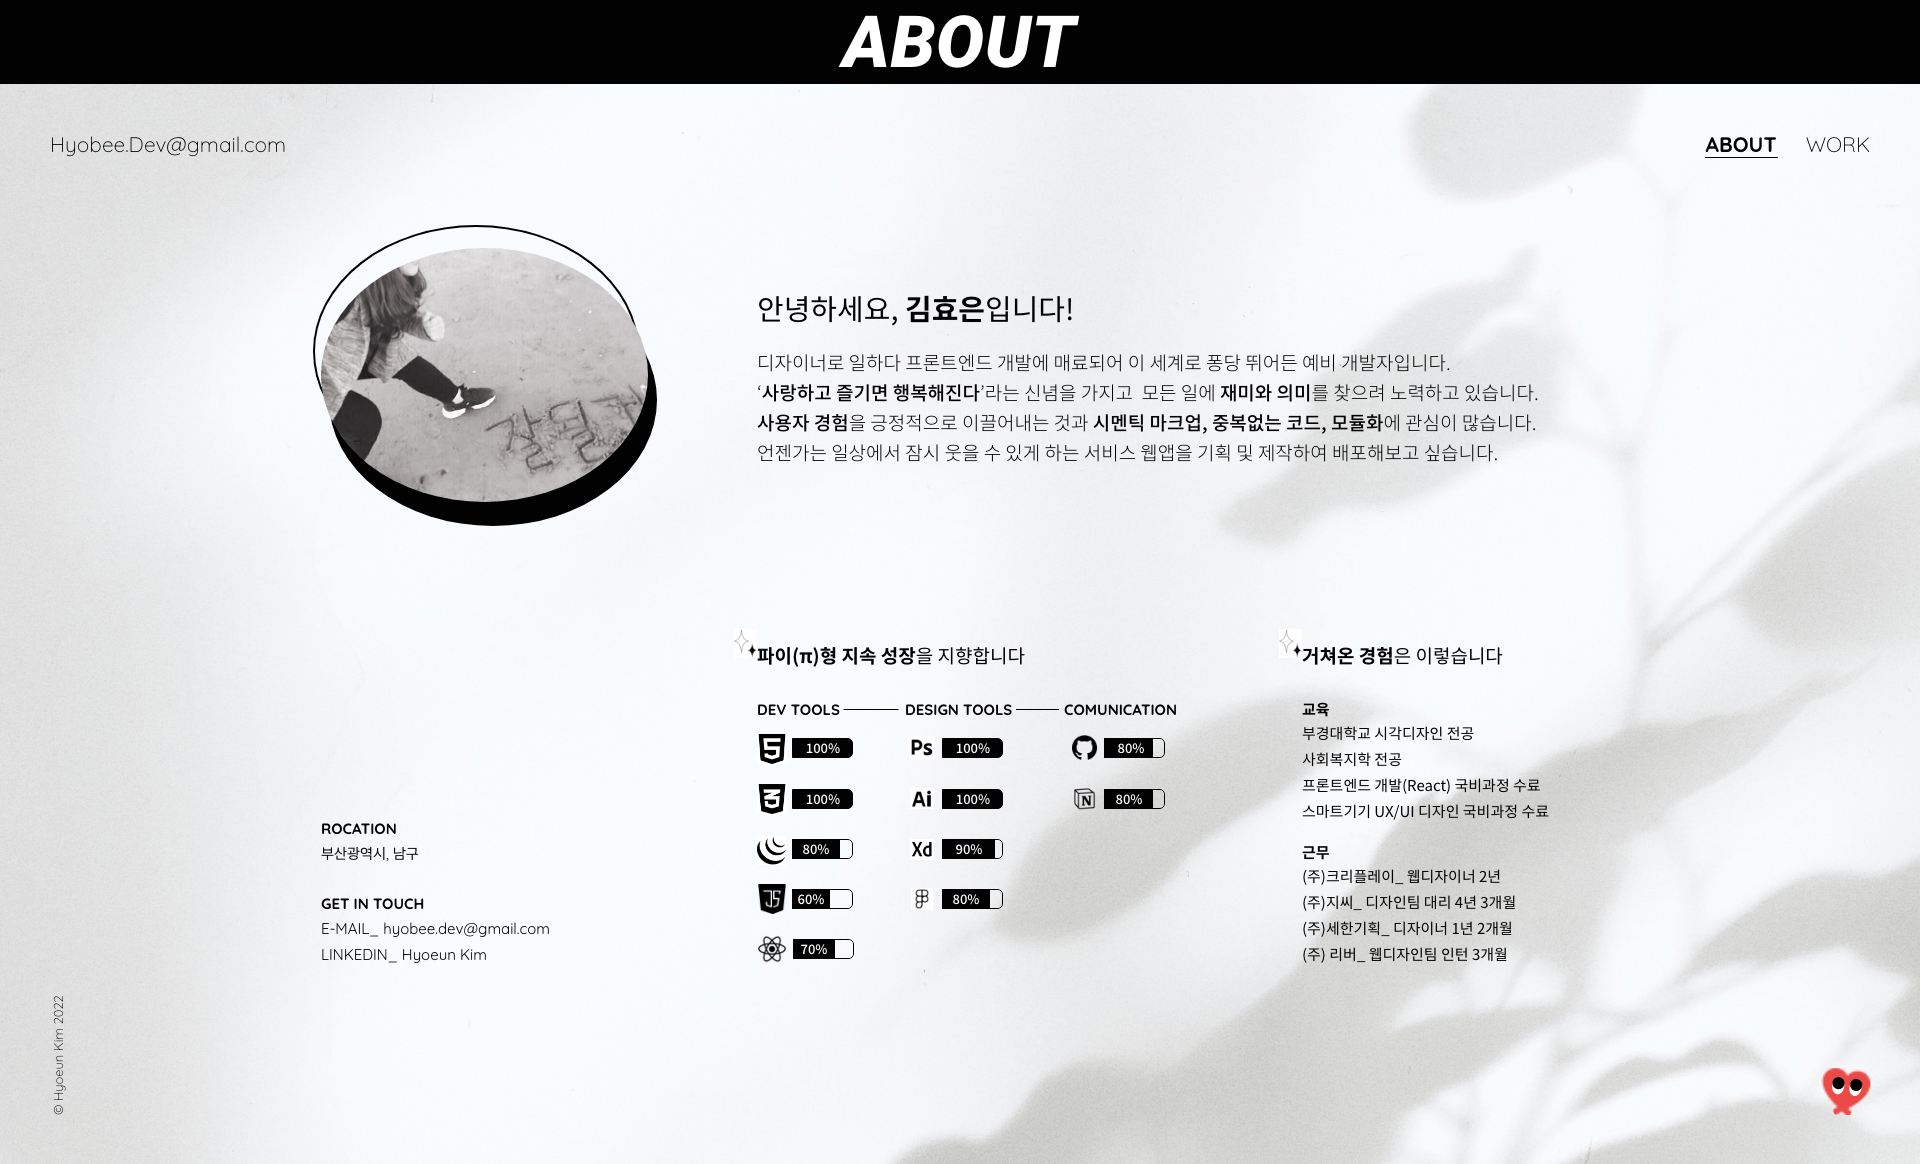 ABOUT
Hyobee.Dev@gmail.com
ABOUT WORK
안녕하세요, 김효은입니다!
디자이너로 일하다 프론트엔드 개발에 매료되어 이 세계로 퐁당 뛰어든 예비 개발자입니다.
‘사랑하고 즐기면 행복해진다’라는 신념을 가지고 모든 일에 재미와 의미를 찾으려 노력하고 있습니다.
사용자 경험을 긍정적으로 이끌어내는 것과 시멘틱 마크업, 중복없는 코드, 모듈화에 관심이 많습니다.
언젠가는 일상에서 잠시 웃을 수 있게 하는 서비스 웹앱을 기획 및 제작하여 배포해보고 싶습니다.
파이(π)형 지속 성장을 지향합니다
DEV TOOLS DESIGN TOOLS COMUNICATION
5 100% Ps 100% 80%
3 100% Ai 100% N 80%
80% Xd 90%
JS 60% 80%
70%
거쳐온 경험은 이렇습니다
교육
부경대학교 시각디자인 전공
사회복지학 전공
프론트엔드 개발(React) 국비과정 수료
스마트기기 UX/UI 디자인 국비과정 수료
근무
(주)크리플레이_ 웹디자이너 2년
(주)지씨_ 디자인팀 대리 4년 3개월
(주)세한기획_ 디자이너 1년 2개월
(주) 리버_ 웹디자인팀 인턴 3개월
ROCATION
부산광역시, 남구
GET IN TOUCH
E-MAIL_ hyobee.dev@gmail.com
LINKEDIN_ Hyoeun Kim
© Hyoeun Kim 2022